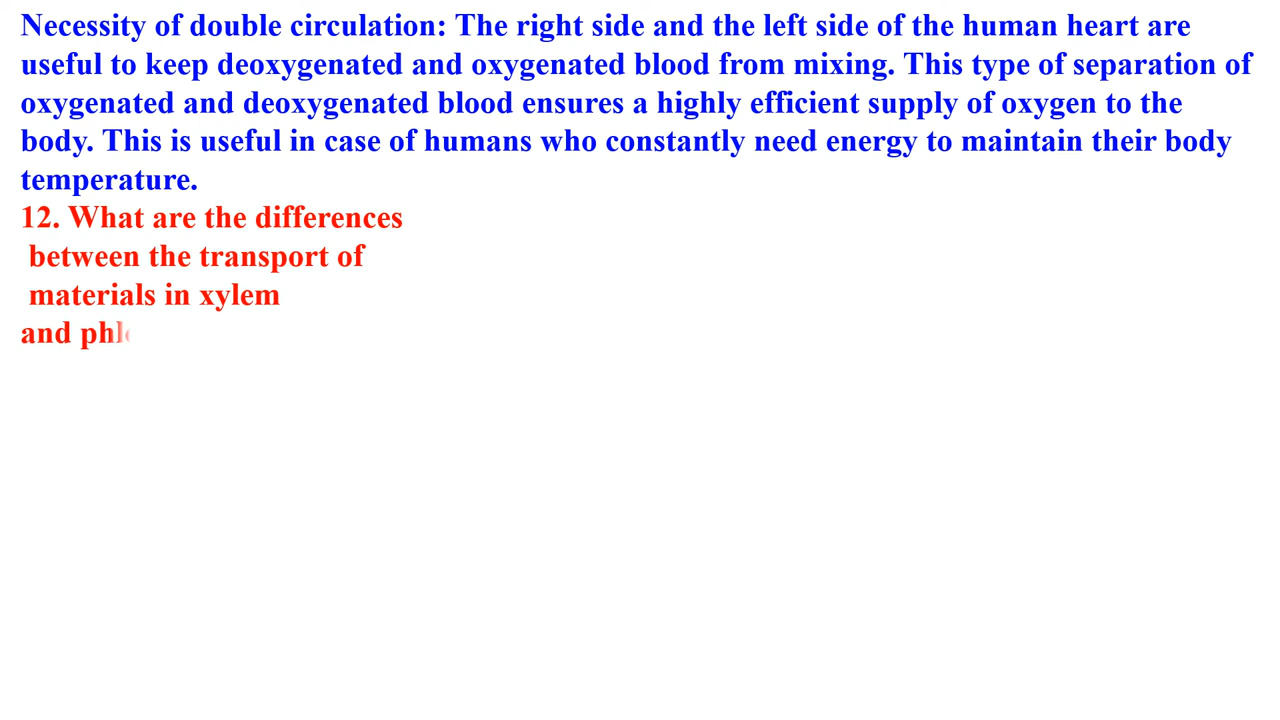 Necessity of double circulation: The right side and the left side of the human heart are
useful to keep deoxygenated and oxygenated blood from mixing. This type of separation of
oxygenated and deoxygenated blood ensures a highly efficient supply of oxygen to the
body. This is useful in case of humans who constantly need energy to maintain their body
temperature.
12. What are the differences
between the transport of
materials in xylem
and